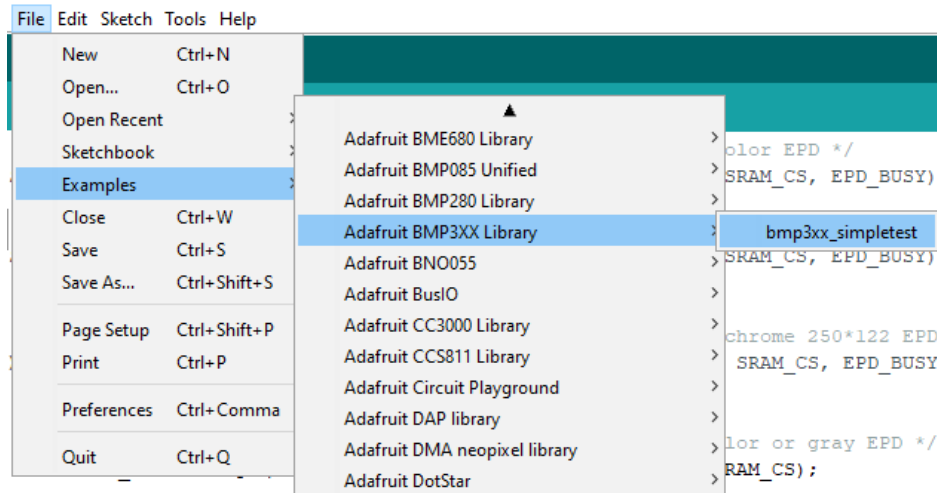 File Edit Sketch Tools Help
New Ctrl+N
Open... Ctrl+O
Open Recent
Sketchbook
Examples
Close Ctrl+W
Save Ctrl+S
Save As... Ctrl+Shift+S
Page Setup Ctrl+Shift+P
Print Ctrl+P
Preferences Ctrl+Comma
Quit Ctrl+Q
Adafruit BME680 Library
Adafruit BMP085 Unified
Adafruit BMP280 Library
Adafruit BMP3XX Library
Adafruit BNO055
Adafruit BusIO
Adafruit CC3000 Library
Adafruit CCS811 Library
Adafruit Circuit Playground
Adafruit DAP library
Adafruit DMA neopixel library
Adafruit DotStar
bmp3xx_simpletest
olor EPD */
SRAM_CS, EPD_BUSY)
SRAM_CS, EPD_BUSY)
chrome 250*122 EPD
SRAM_CS, EPD_BUSY
lor or gray EPD */
RAM_CS);